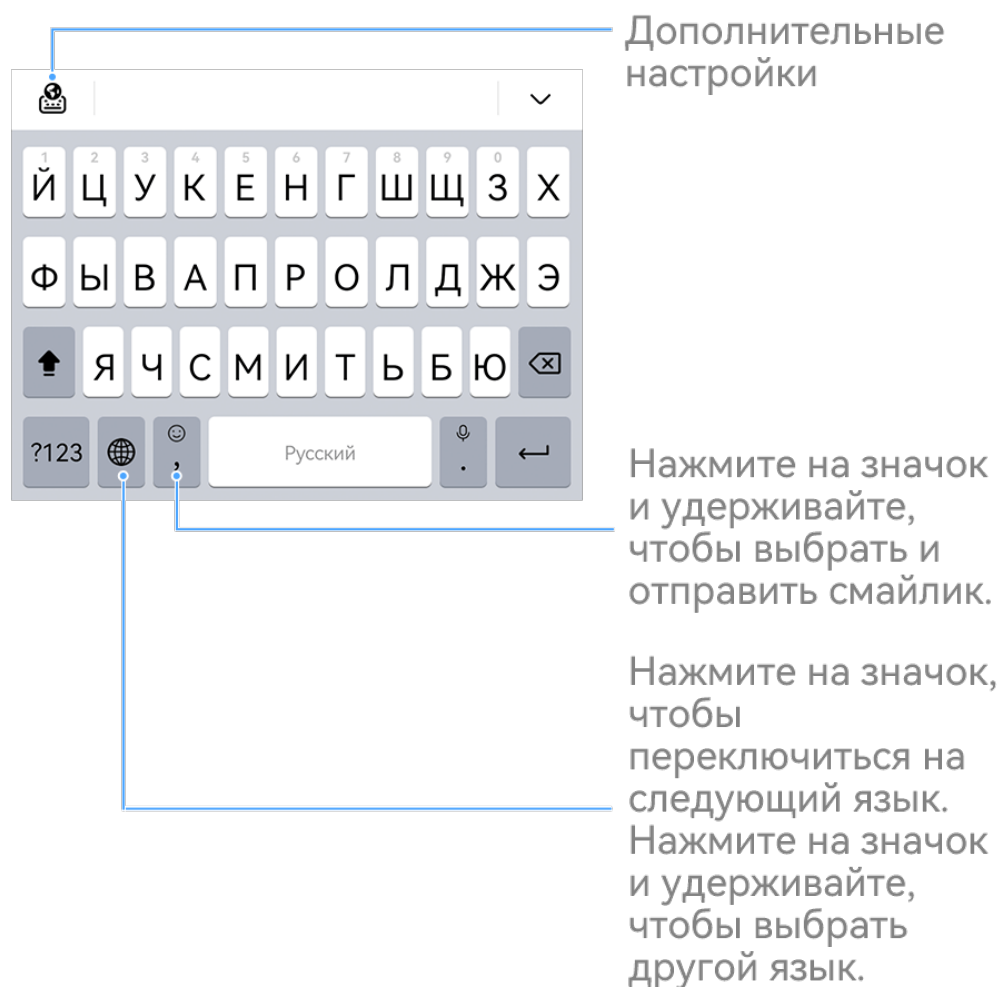 Дополнительные
настройки
1 2 3 4 5 6 7 8 9 0
Й Ц У К Е Н Г Ш Щ З Х
Ф Ы В А П Р О Л Д Ж Э
Я Ч С М И Т Ь Б Ю
?123 , Русский .
Нажмите на значок
и удерживайте,
чтобы выбрать и
отправить смайлик.
Нажмите на значок,
чтобы
переключиться на
следующий язык.
Нажмите на значок
и удерживайте,
чтобы выбрать
другой язык.